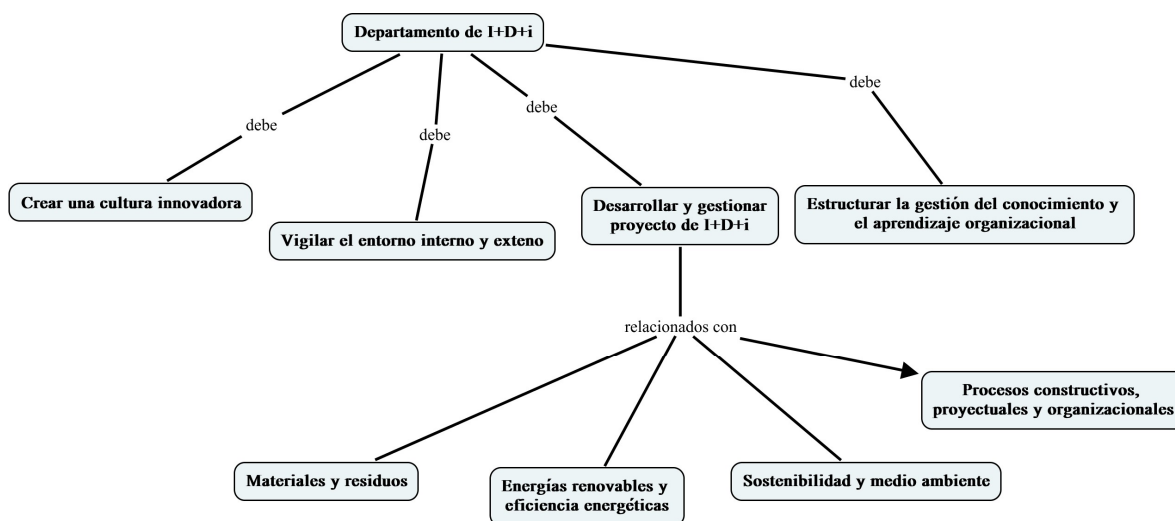 Departamento de I+D+i
debe
debe
debe
debe
Crear una cultura innovadora
Vigilar el entorno interno y exteno
Desarrollar y gestionar
proyecto de I+D+i
Estructurar la gestión del conocimiento y
el aprendizaje organizacional
relacionados con
Procesos constructivos,
proyectuales y organizacionales
Materiales y residuos
Energías renovables y
eficiencia energéticas
Sostenibilidad y medio ambiente